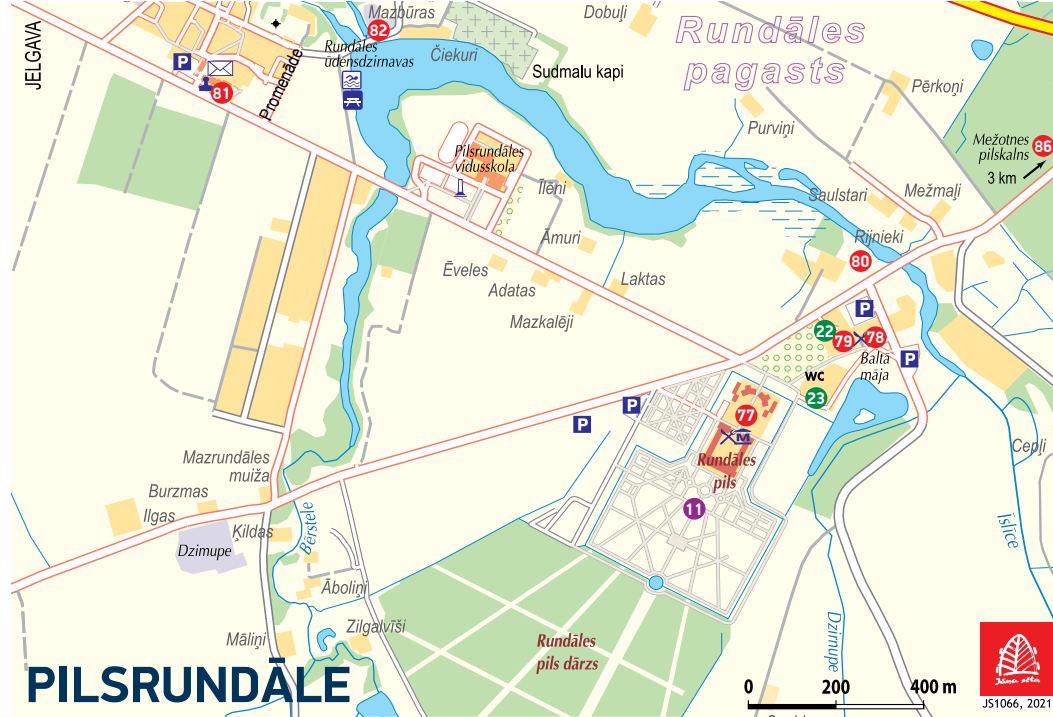 Mazbūras
82
Dobuļi
Rundāles
pagasts
JELGAVA
P
81
Promenāde
Rundāles
ūdensdzirnavas
Čiekuri
Sudmalu kapi
Pērkoņi
Purviņi
Mežotnes
pilskalns
86
3 km
Pilsrundāles
vidusskola
Īleņi
Saulstari
Mežmaļi
Āmuri
Rijnieki
80
Ēveles
Adatas
Laktas
Mazkalēji
P
22
79
78
Baltā
māja
P
WC
23
P
P
77
M
Rundāles
pils
11
Mazrundāles
muiža
Burzmas
Ilgas
Ķildas
Dzimupe
Bērstele
Cepļi
Īslīce
Āboliņi
Māliņi
Zilgalvīši
Rundāles
pils dārzs
Dzimupe
PILSRUNDĀLE
0 200 400 m
Jāņa sēta
JS1066, 2021